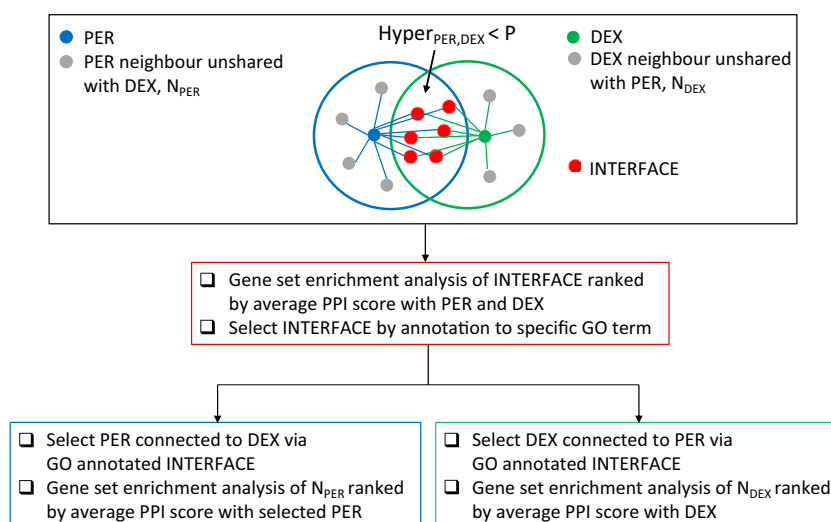 PER
PER neighbour unshared
with DEX, NPER
HyperPER,DEX < P
DEX
DEX neighbour unshared
with PER, NDEX
INTERFACE
❑ Gene set enrichment analysis of INTERFACE ranked
by average PPI score with PER and DEX
❑ Select INTERFACE by annotation to specific GO term
❑ Select PER connected to DEX via
GO annotated INTERFACE
❑ Gene set enrichment analysis of NPER ranked
by average PPI score with selected PER
❑ Select DEX connected to PER via
GO annotated INTERFACE
❑ Gene set enrichment analysis of NDEX ranked
by average PPI score with DEX